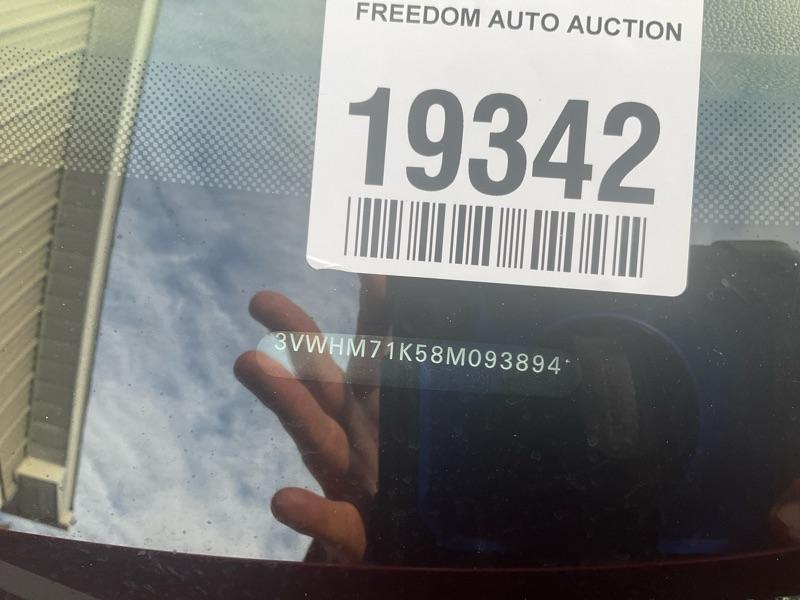 FREEDOM AUTO AUCTION
19342
3VWHM71K58M093894